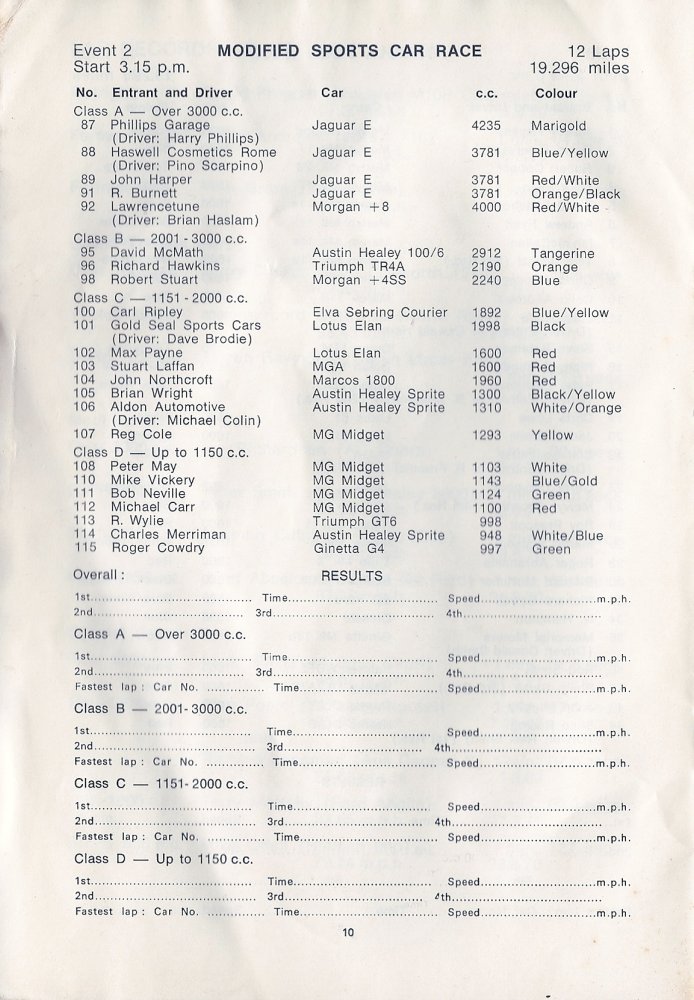 Event 2 MODIFIED SPORTS CAR RACE 12 Laps
Start 3.15 p.m. 19.296 miles
No. Entrant and Driver Car c.c. Colour
Class A — Over 3000 c.c.
87 Phillips Garage Jaguar E 4235 Marigold
(Driver: Harry Phillips)
88 Haswell Cosmetics Rome Jaguar E 3781 Blue/Yellow
(Driver: Pino Scarpino)
89 John Harper Jaguar E 3781 Red/White
91 R. Burnett Jaguar E 3781 Orange/Black
92 Lawrencetune Morgan +8 4000 Red/White
(Driver: Brian Haslam)
Class B — 2001-3000 c.c.
95 David McMath Austin Healey 100/6 2912 Tangerine
96 Richard Hawkins Triumph TR4A 2190 Orange
98 Robert Stuart Morgan +4SS 2240 Blue
Class C — 1151-2000 c.c.
100 Carl Ripley Elva Sebring Courier 1892 Blue/Yellow
101 Gold Seal Sports Cars Lotus Elan 1998 Black
(Driver: Dave Brodie)
102 Max Payne Lotus Elan 1600 Red
103 Stuart Laffan MGA 1600 Red
104 John Northcroft Marcos 1800 1960 Red
105 Brian Wright Austin Healey Sprite 1300 Black/Yellow
106 Aldon Automotive Austin Healey Sprite 1310 White/Orange
(Driver: Michael Colin)
107 Reg Cole MG Midget 1293 Yellow
Class D — Up to 1150 c.c.
108 Peter May MG Midget 1103 White
110 Mike Vickery MG Midget 1143 Blue/Gold
111 Bob Neville MG Midget 1124 Green
112 Michael Carr MG Midget 1100 Red
113 R. Wylie Triumph GT6 998
114 Charles Merriman Austin Healey Sprite 948 White/Blue
115 Roger Cowdry Ginetta G4 997 Green
Overall: RESULTS
1st.......... Time.......... Speed..........m.p.h.
2nd.......... 3rd.......... 4th..........
Class A — Over 3000 c.c.
1st.......... Time.......... Speed..........m.p.h.
2nd.......... 3rd.......... 4th..........
Fastest lap: Car No. .......... Time.......... Speed..........m.p.h.
Class B — 2001-3000 c.c.
1st.......... Time.......... Speed..........m.p.h.
2nd.......... 3rd.......... 4th..........
Fastest lap: Car No. .......... Time.......... Speed..........m.p.h.
Class C — 1151-2000 c.c.
1st.......... Time.......... Speed..........m.p.h.
2nd.......... 3rd.......... 4th..........
Fastest lap: Car No. .......... Time.......... Speed..........m.p.h.
Class D — Up to 1150 c.c.
1st.......... Time.......... Speed..........m.p.h.
2nd.......... 3rd.......... 4th..........
Fastest lap: Car No. .......... Time.......... Speed..........m.p.h.
10